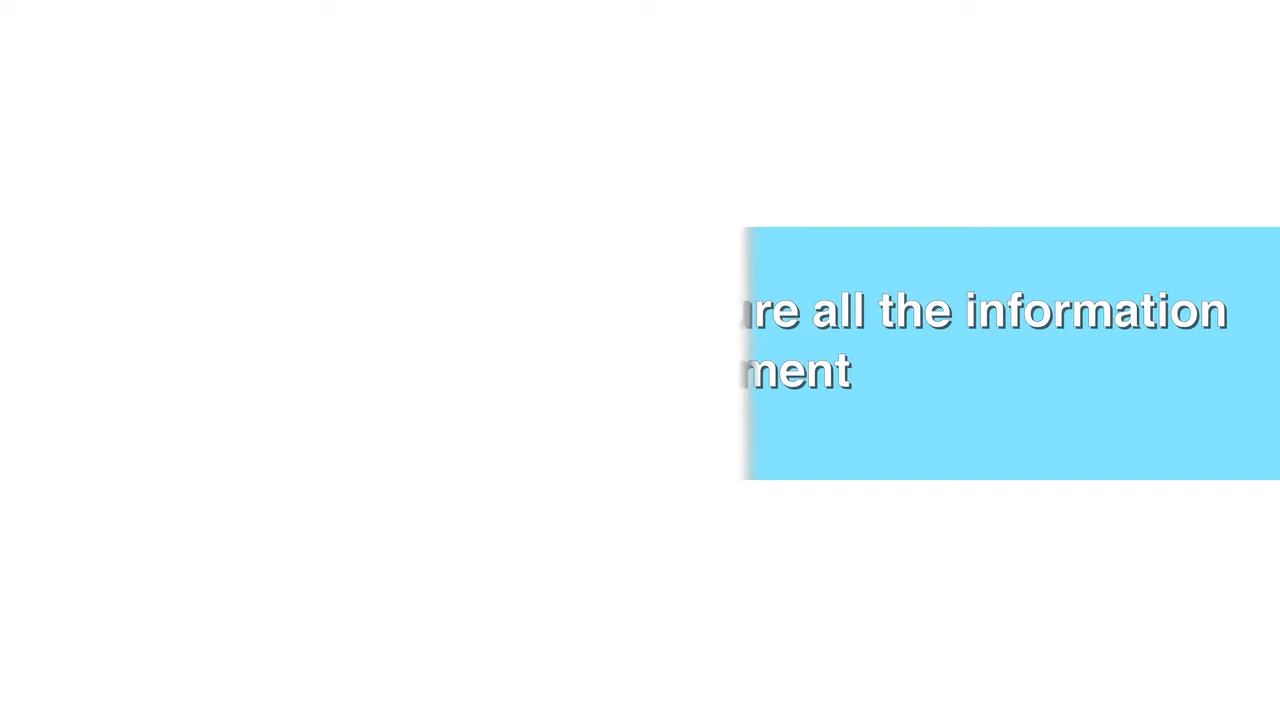 re all the information
ment